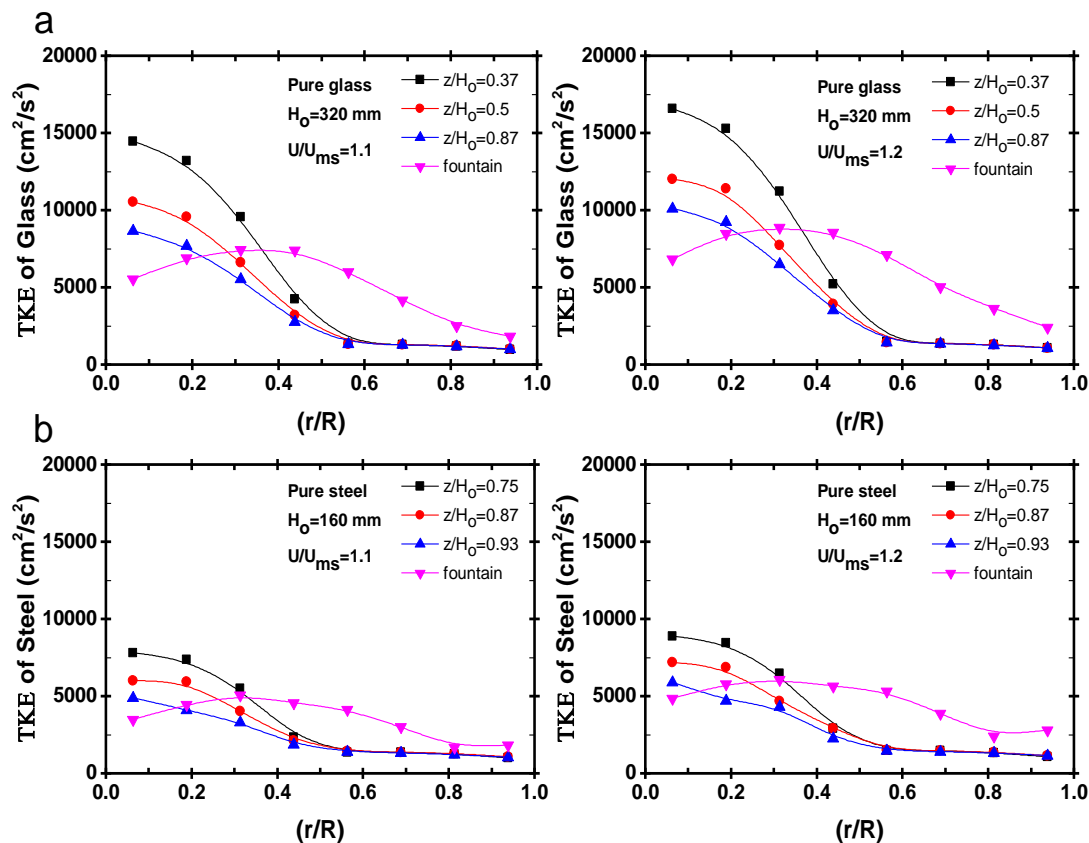 a
TKE of Glass (cm²/s²)
20000
15000
10000
5000
0
Pure glass
Hₒ=320 mm
U/Uₘₛ=1.1
z/Hₒ=0.37
z/Hₒ=0.5
z/Hₒ=0.87
fountain
0.0 0.2 0.4 0.6 0.8 1.0
(r/R)
TKE of Glass (cm²/s²)
20000
15000
10000
5000
0
Pure glass
Hₒ=320 mm
U/Uₘₛ=1.2
z/Hₒ=0.37
z/Hₒ=0.5
z/Hₒ=0.87
fountain
0.0 0.2 0.4 0.6 0.8 1.0
(r/R)
b
TKE of Steel (cm²/s²)
20000
15000
10000
5000
0
Pure steel
Hₒ=160 mm
U/Uₘₛ=1.1
z/Hₒ=0.75
z/Hₒ=0.87
z/Hₒ=0.93
fountain
0.0 0.2 0.4 0.6 0.8 1.0
(r/R)
TKE of Steel (cm²/s²)
20000
15000
10000
5000
0
Pure steel
Hₒ=160 mm
U/Uₘₛ=1.2
z/Hₒ=0.75
z/Hₒ=0.87
z/Hₒ=0.93
fountain
0.0 0.2 0.4 0.6 0.8 1.0
(r/R)